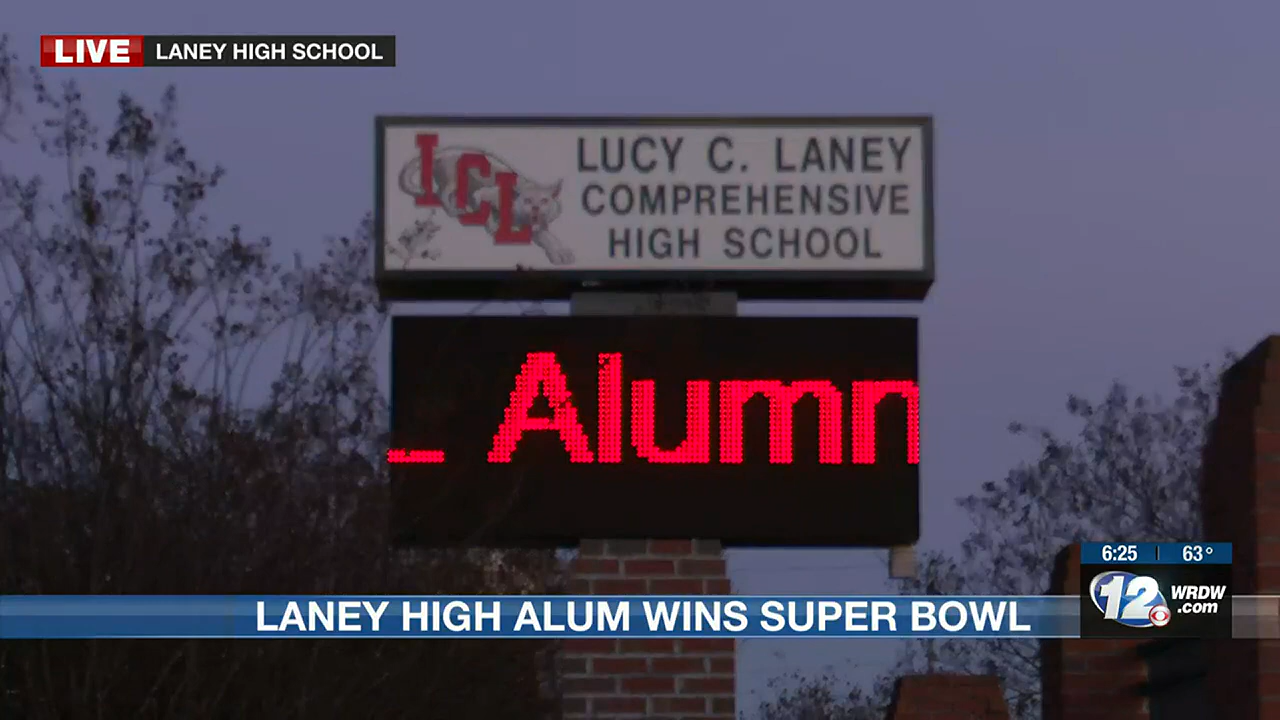 LIVE LANEY HIGH SCHOOL
LCL
LUCY C. LANEY
COMPREHENSIVE
HIGH SCHOOL
Alumn
6:25 | 63°
12 WRDW
.com
LANEY HIGH ALUM WINS SUPER BOWL